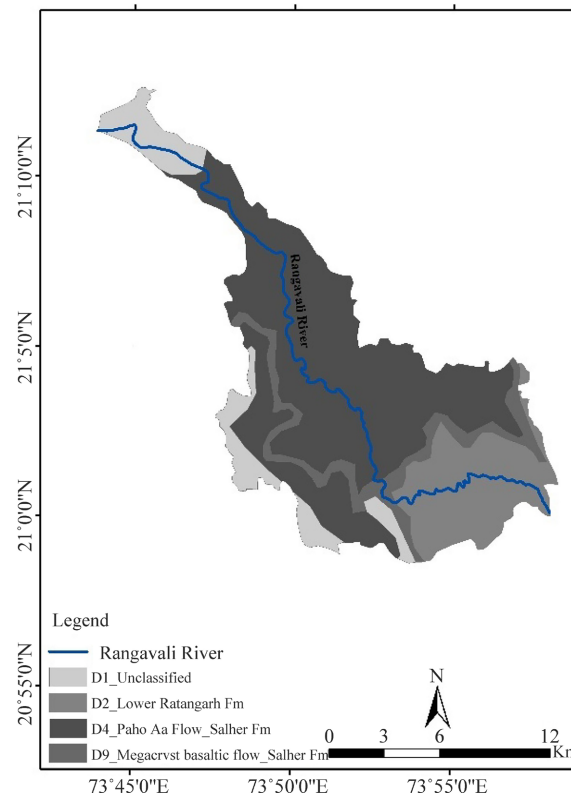 21°10'0"N
Rangavali River
21°5'0"N
21°0'0"N
20°55'0"N
Legend
Rangavali River
D1_Unclassified
D2_Lower Ratangarh Fm
D4_Paho Aa Flow_Salher Fm
D9_Megacrvst basaltic flow_Salher Fm
N
0 3 6 12
Km
73°45'0"E 73°50'0"E 73°55'0"E